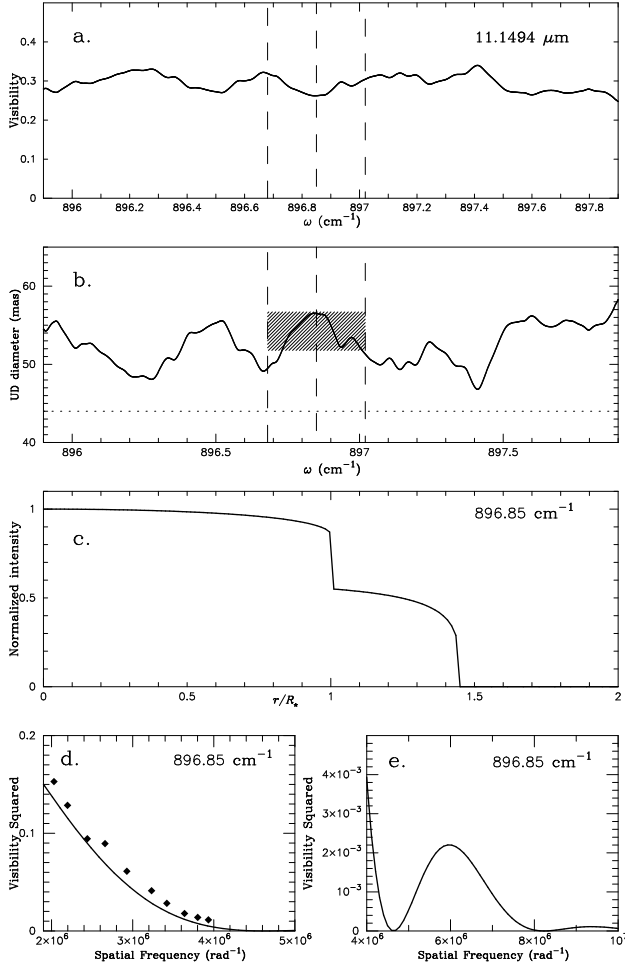 a.
11.1494 μm
Visibility
0.4
0.3
0.2
0.1
0
896 896.2 896.4 896.6 896.8 897 897.2 897.4 897.6 897.8
ω (cm⁻¹)
b.
UD diameter (mas)
60
50
40
896 896.5 897 897.5
ω (cm⁻¹)
c.
896.85 cm⁻¹
Normalized intensity
1
0.5
0
0 0.5 1 1.5 2
r/R*
d.
896.85 cm⁻¹
Visibility Squared
0.2
0.1
0
2×10⁶ 3×10⁶ 4×10⁶ 5×10⁶
Spatial Frequency (rad⁻¹)
e.
896.85 cm⁻¹
Visibility Squared
4×10⁻³
3×10⁻³
2×10⁻³
10⁻³
0
4×10⁶ 6×10⁶ 8×10⁶ 10
Spatial Frequency (rad⁻¹)